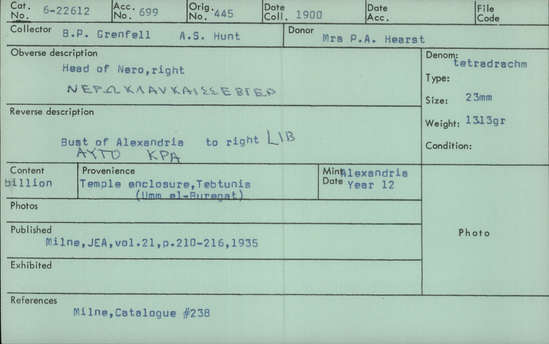 Cat. No. 6-22612 Acc. No. 699 Orig. No. 445 Date Coll. 1900 Date Acc. File Code
Collector B.P. Grenfell A.S. Hunt Donor Mrs P.A. Hearst
Obverse description
Head of Nero,right
ΝΕΡΩΚΛΑΥΚΑΙΣΣΕΒΓΕΡ
Denom: tetradrachm
Type:
Size: 23mm
Weight: 1313gr
Condition:
Reverse description
Bust of Alexandria to right LIB
ΑΥΤΟ ΚΡΑ
Content billion Provenience Temple enclosure,Tebtunis (Umm el-Buregat) Mint Alexandria
Date Year 12
Photos
Published
Milne,JEA,vol.21,p.210-216,1935
Photo
Exhibited
References
Milne,Catalogue #238